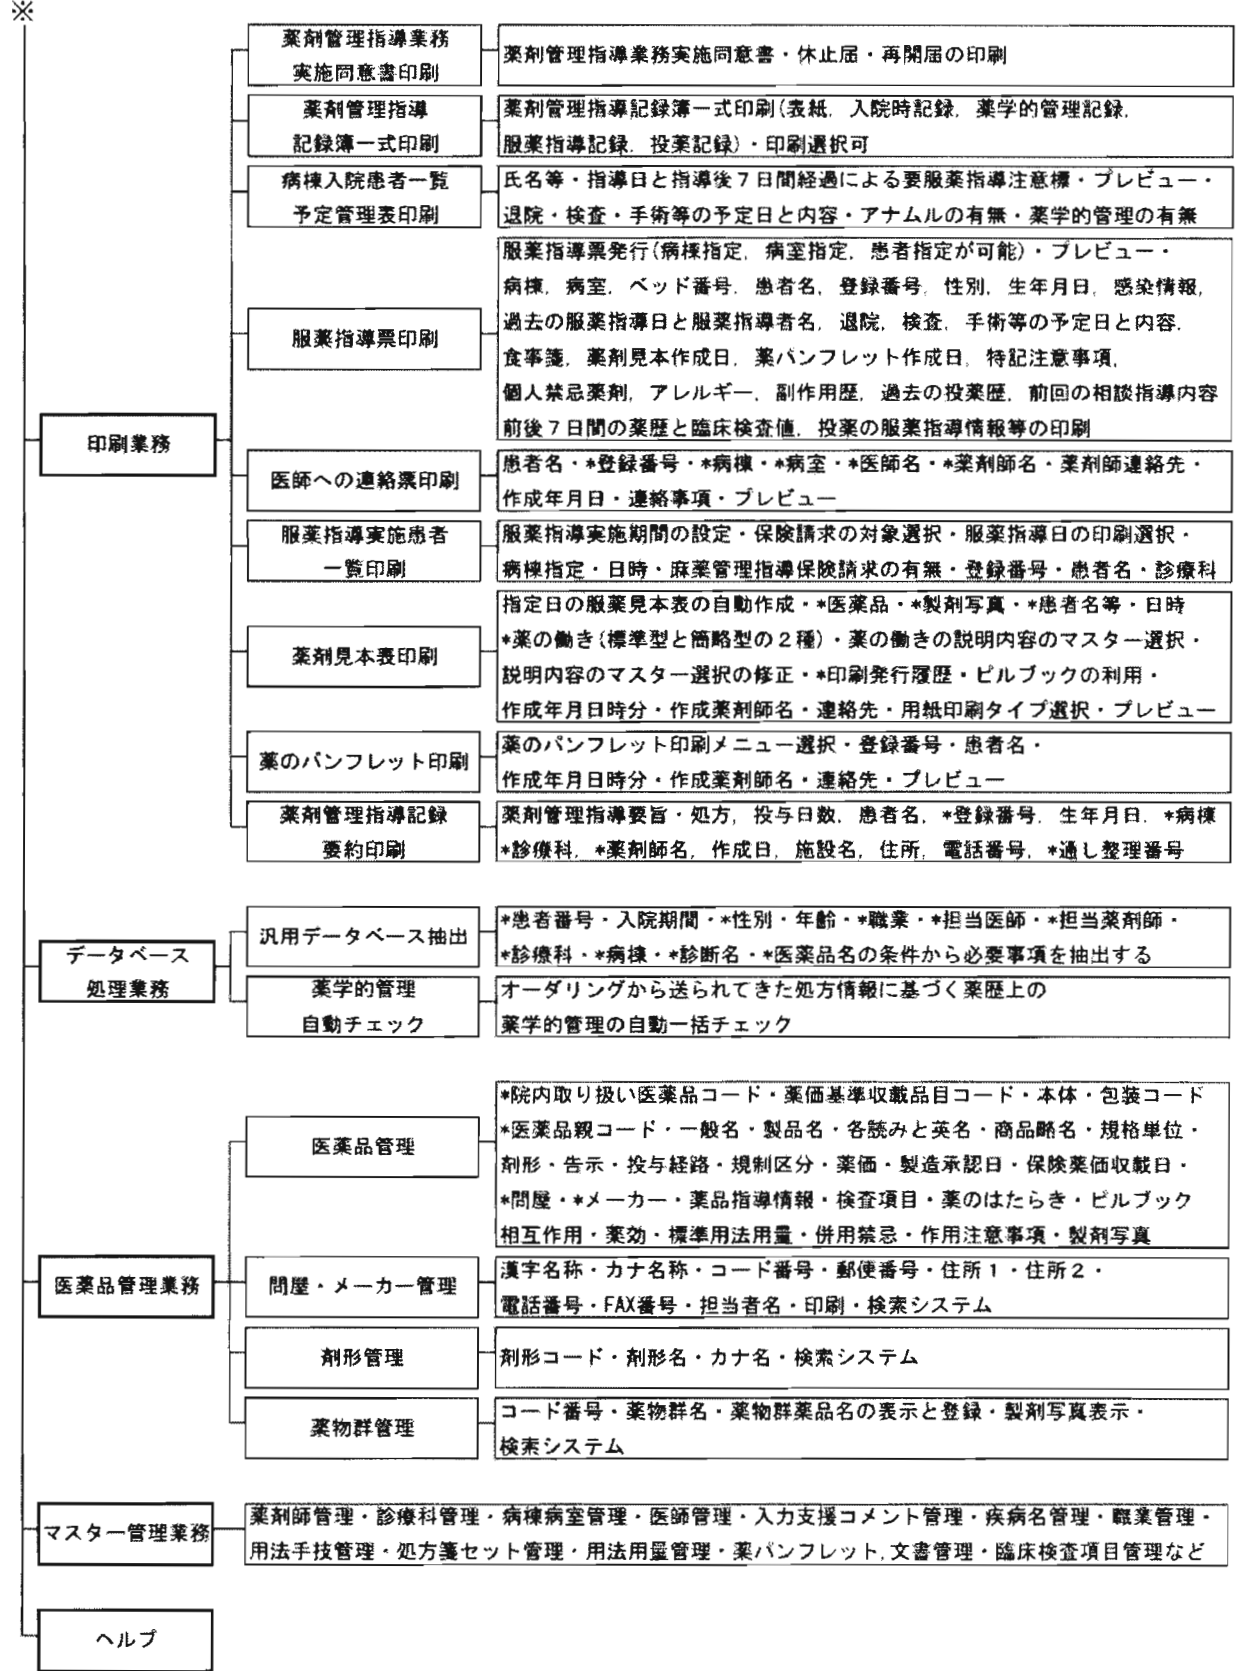 ※
薬剤管理指導業務
実施同意書印刷
薬剤管理指導業務実施同意書・休止届・再開届の印刷
薬剤管理指導
記録簿一式印刷
薬剤管理指導記録簿一式印刷(表紙, 入院時記録, 薬学的管理記録,
服薬指導記録, 投薬記録)・印刷選択可
病棟入院患者一覧
予定管理表印刷
氏名等・指導日と指導後7日間経過による要服薬指導注意標・プレビュー・
退院・検査・手術等の予定日と内容・アナムルの有無・薬学的管理の有無
印刷業務
服薬指導票印刷
服薬指導票発行(病棟指定, 病室指定, 患者指定が可能)・プレビュー・
病棟, 病室, ベッド番号, 患者名, 登録番号, 性別, 生年月日, 感染情報,
過去の服薬指導日と服薬指導者名, 退院, 検査, 手術等の予定日と内容,
食事箋, 薬剤見本作成日, 薬パンフレット作成日, 特記注意事項,
個人禁忌薬剤, アレルギー, 副作用歴, 過去の投薬歴, 前回の相談指導内容
前後7日間の薬歴と臨床検査値, 投薬の服薬指導情報等の印刷
医師への連絡票印刷
患者名・*登録番号・*病棟・*病室・*医師名・*薬剤師名・薬剤師連絡先・
作成年月日・連絡事項・プレビュー
服薬指導実施患者
一覧印刷
服薬指導実施期間の設定・保険請求の対象選択・服薬指導日の印刷選択・
病棟指定・日時・麻薬管理指導保険請求の有無・登録番号・患者名・診療科
薬剤見本表印刷
指定日の服薬見本表の自動作成・*医薬品・*製剤写真・*患者名等・日時
*薬の働き(標準型と簡略型の2種)・薬の働きの説明内容のマスター選択・
説明内容のマスター選択の修正・*印刷発行履歴・ピルブックの利用・
作成年月日時分・作成薬剤師名・連絡先・用紙印刷タイプ選択・プレビュー
薬のパンフレット印刷
薬のパンフレット印刷メニュー選択・登録番号・患者名・
作成年月日時分・作成薬剤師名・連絡先・プレビュー
薬剤管理指導記録
要約印刷
薬剤管理指導要旨・処方, 投与日数, 患者名, *登録番号, 生年月日, *病棟
*診療科, *薬剤師名, 作成日, 施設名, 住所, 電話番号, *通し整理番号
データベース
処理業務
汎用データベース抽出
*患者番号・入院期間・*性別・年齢・*職業・*担当医師・*担当薬剤師・
*診療科・*病棟・*診断名・*医薬品名の条件から必要事項を抽出する
薬学的管理
自動チェック
オーダリングから送られてきた処方情報に基づく薬歴上の
薬学的管理の自動一括チェック
医薬品管理業務
医薬品管理
*院内取り扱い医薬品コード・薬価基準収載品目コード・本体・包装コード
*医薬品親コード・一般名・製品名・各読みと英名・商品略名・規格単位・
剤形・告示・投与経路・規制区分・薬価・製造承認日・保険薬価収載日・
*問屋・*メーカー・薬品指導情報・検査項目・薬のはたらき・ピルブック
相互作用・薬効・標準用法用量・併用禁忌・作用注意事項・製剤写真
問屋・メーカー管理
漢字名称・カナ名称・コード番号・郵便番号・住所1・住所2・
電話番号・FAX番号・担当者名・印刷・検索システム
剤形管理
剤形コード・剤形名・カナ名・検索システム
薬物群管理
コード番号・薬物群名・薬物群薬品名の表示と登録・製剤写真表示・
検索システム
マスター管理業務
薬剤師管理・診療科管理・病棟病室管理・医師管理・入力支援コメント管理・疾病名管理・職業管理・
用法手技管理・処方箋セット管理・用法用量管理・薬パンフレット,文書管理・臨床検査項目管理など
ヘルプ